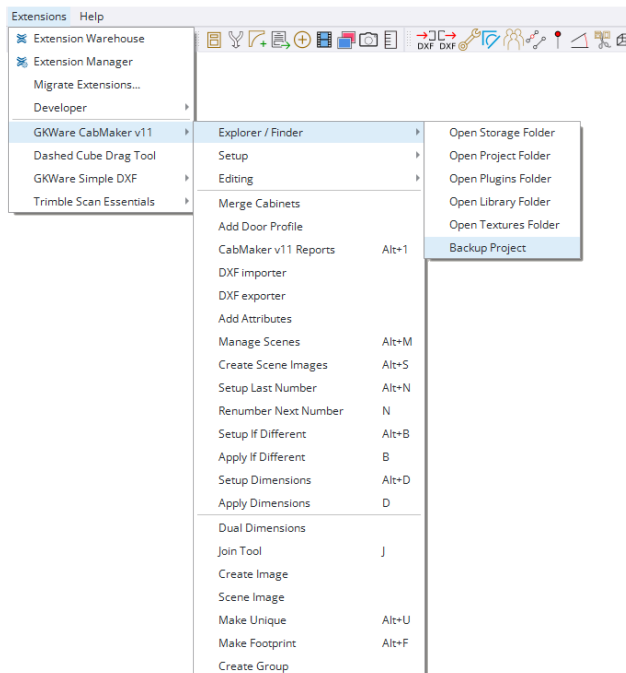 Extensions Help
Extension Warehouse
Extension Manager
Migrate Extensions...
Developer
GKWare CabMaker v11
Dashed Cube Drag Tool
GKWare Simple DXF
Trimble Scan Essentials
DXF DXF
Explorer / Finder
Setup
Editing
Merge Cabinets
Add Door Profile
CabMaker v11 Reports Alt+1
DXF importer
DXF exporter
Add Attributes
Manage Scenes Alt+M
Create Scene Images Alt+S
Setup Last Number Alt+N
Renumber Next Number N
Setup If Different Alt+B
Apply If Different B
Setup Dimensions Alt+D
Apply Dimensions D
Dual Dimensions
Join Tool J
Create Image
Scene Image
Make Unique Alt+U
Make Footprint Alt+F
Create Group
Open Storage Folder
Open Project Folder
Open Plugins Folder
Open Library Folder
Open Textures Folder
Backup Project